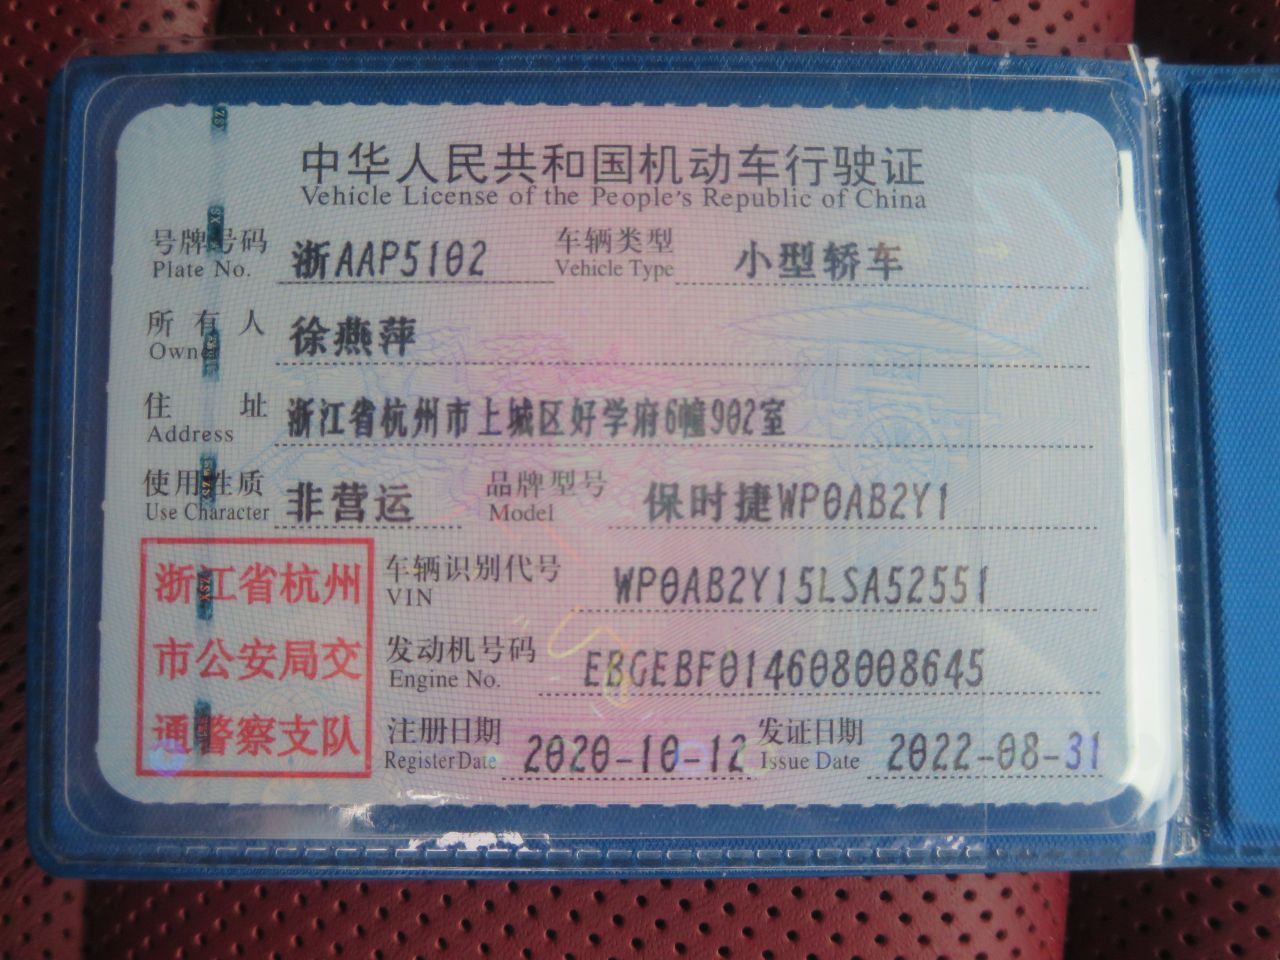 中华人民共和国机动车行驶证
Vehicle License of the People's Republic of China
号牌号码 浙AAP5102 车辆类型 小型轿车
Plate No. Vehicle Type
所有人 徐燕萍
Owner
住址 浙江省杭州市上城区好学府6幢902室
Address
使用性质 非营运 品牌型号 保时捷WP0AB2Y1
Use Character Model
浙江省杭州
市公安局交
通警察支队
车辆识别代号 WP0AB2Y15LSA52551
VIN
发动机号码 EBGEBF014608008645
Engine No.
注册日期 2020-10-12 发证日期 2022-08-31
Register Date Issue Date